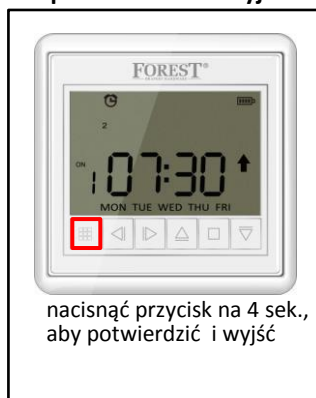 FOREST®
2
ON
1 07:30
MON TUE WED THU FRI
nacisnąć przycisk na 4 sek.,
aby potwierdzić i wyjść